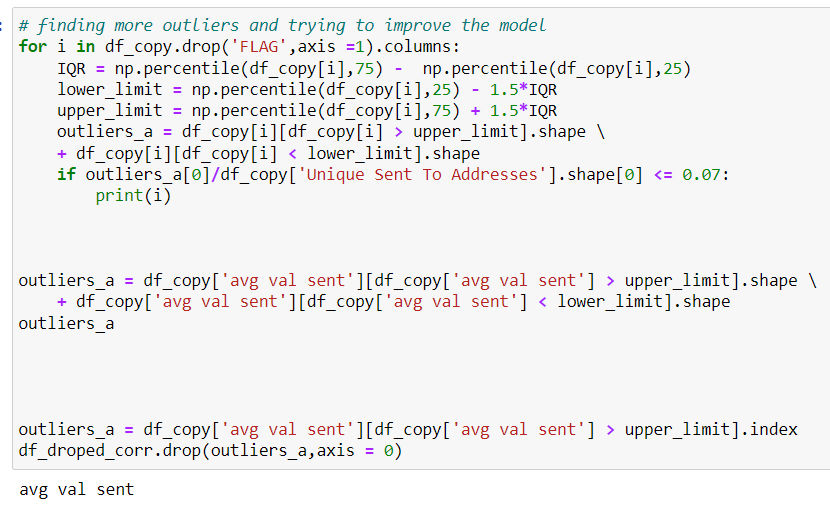 :
# finding more outliers and trying to improve the model
for i in df_copy.drop('FLAG',axis =1).columns:
    IQR = np.percentile(df_copy[i],75) -  np.percentile(df_copy[i],25)
    lower_limit = np.percentile(df_copy[i],25) - 1.5*IQR
    upper_limit = np.percentile(df_copy[i],75) + 1.5*IQR
    outliers_a = df_copy[i][df_copy[i] > upper_limit].shape \
    + df_copy[i][df_copy[i] < lower_limit].shape
    if outliers_a[0]/df_copy['Unique Sent To Addresses'].shape[0] <= 0.07:
        print(i)
outliers_a = df_copy['avg val sent'][df_copy['avg val sent'] > upper_limit].shape \
    + df_copy['avg val sent'][df_copy['avg val sent'] < lower_limit].shape
outliers_a
outliers_a = df_copy['avg val sent'][df_copy['avg val sent'] > upper_limit].index
df_droped_corr.drop(outliers_a,axis = 0)
avg val sent